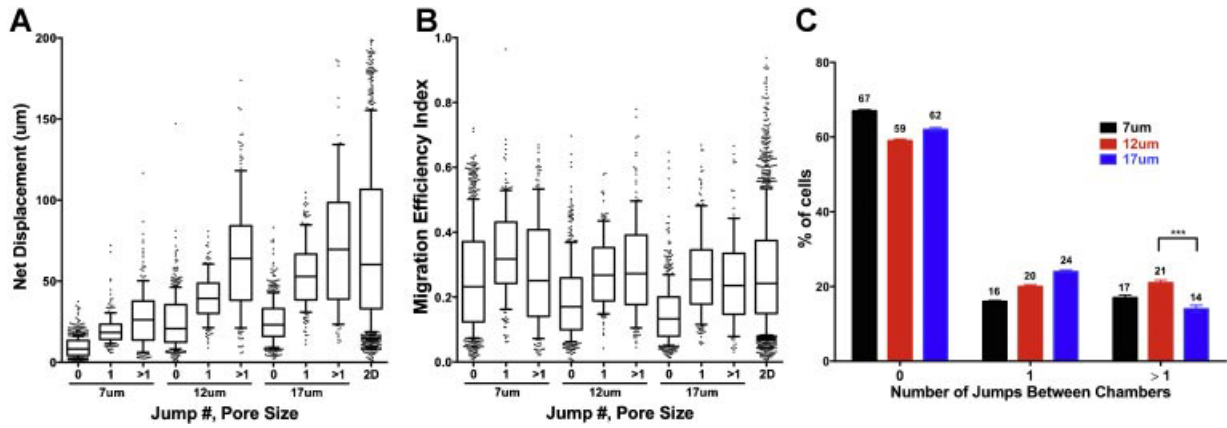 A
Net Displacement (um)
200
150
100
50
0
0 1 >1 0 1 >1 0 1 >1 2D
7um 12um 17um
Jump #, Pore Size
B
Migration Efficiency Index
1.0
0.8
0.6
0.4
0.2
0.0
0 1 >1 0 1 >1 0 1 >1 2D
7um 12um 17um
Jump #, Pore Size
C
% of cells
80
60
40
20
0
67 59 62
16 20 24
17 21 14
***
7um
12um
17um
0 1 > 1
Number of Jumps Between Chambers